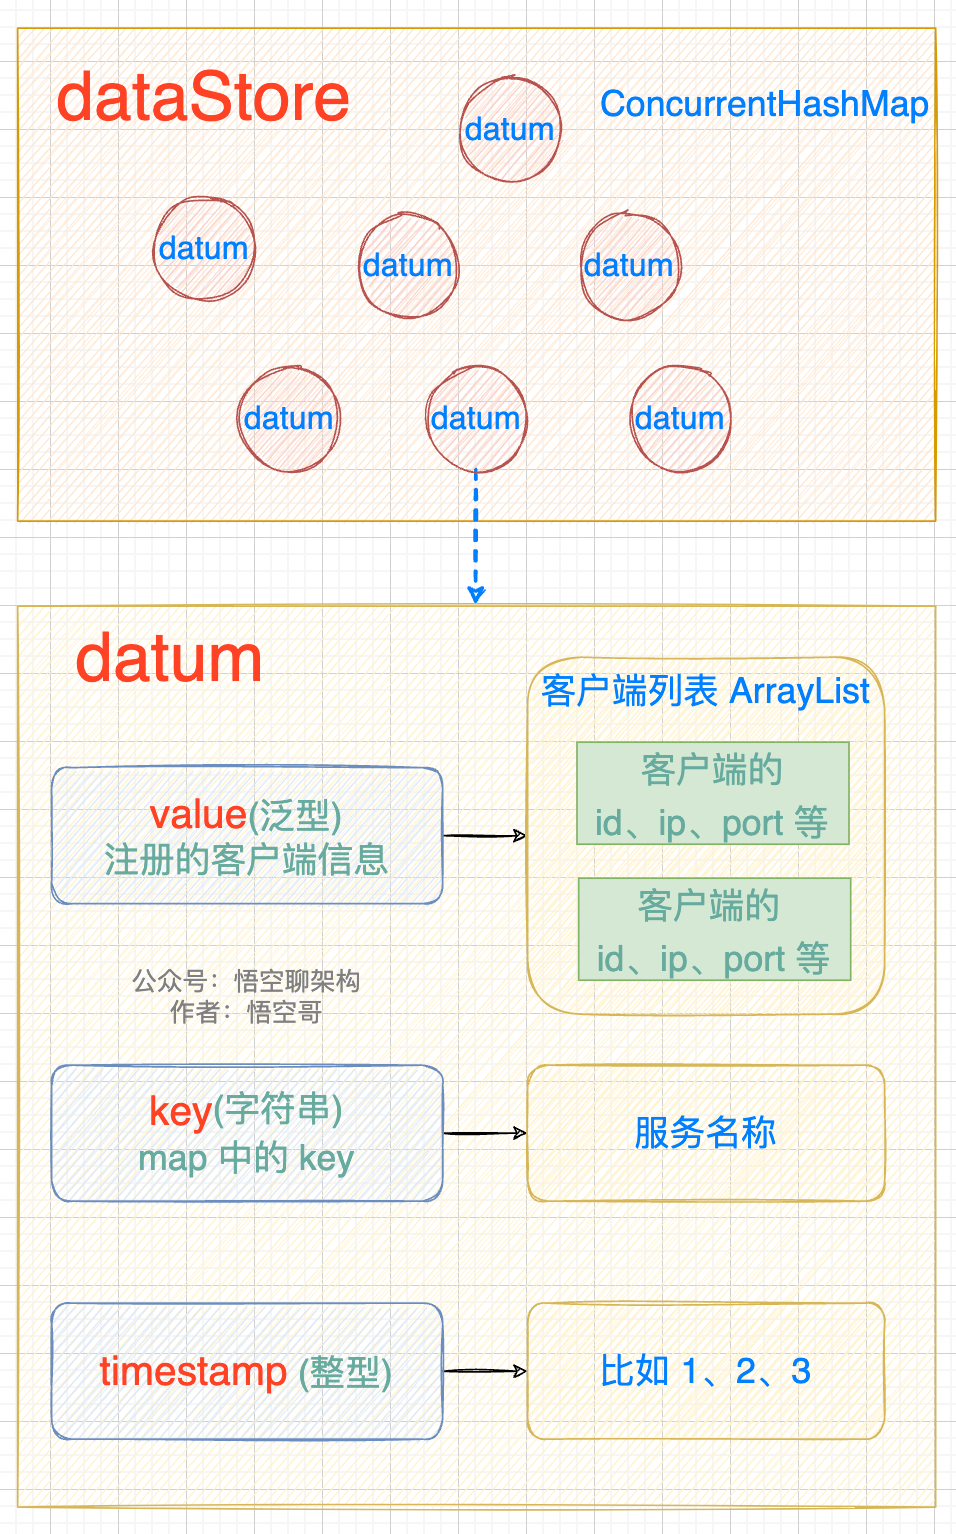 dataStore
ConcurrentHashMap
datum
datum
datum
datum
datum
datum
datum
datum
客户端列表 ArrayList
客户端的
id、ip、port 等
客户端的
id、ip、port 等
value(泛型)
注册的客户端信息
公众号：悟空聊架构
作者：悟空哥
key(字符串)
map 中的 key
服务名称
timestamp (整型)
比如 1、2、3